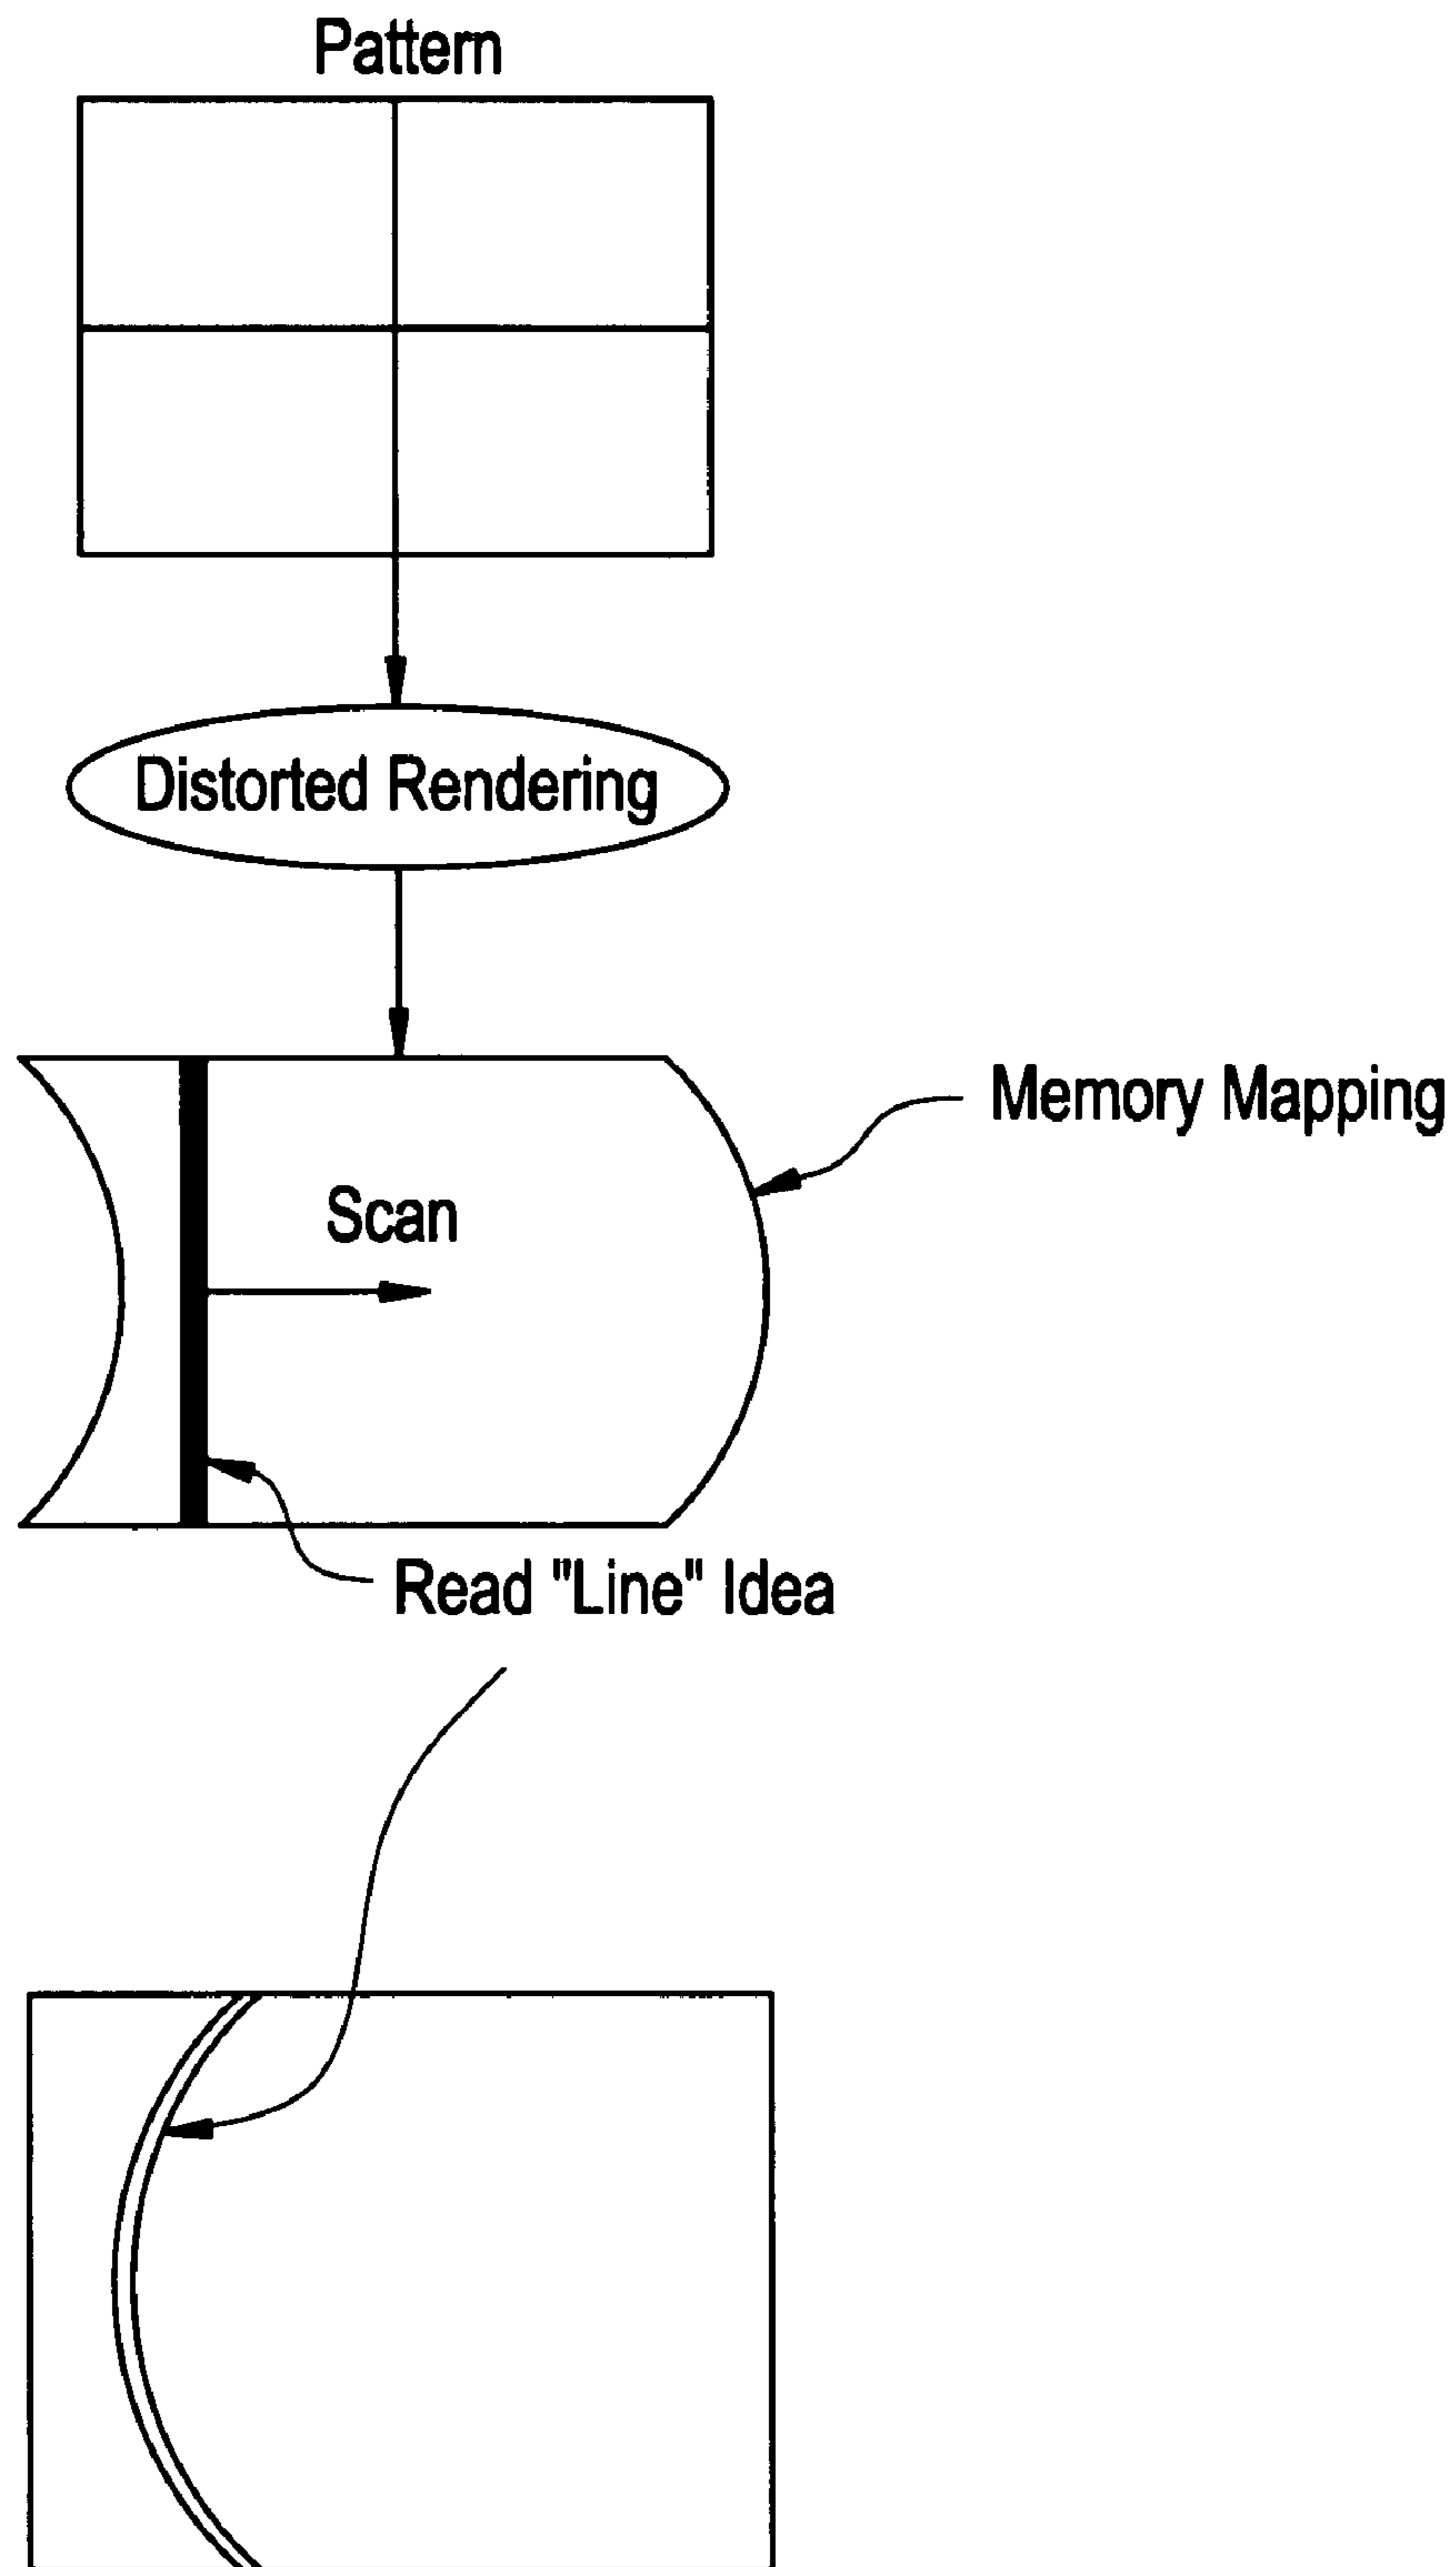 Pattern
Distorted Rendering
Memory Mapping
Scan
Read "Line" Idea